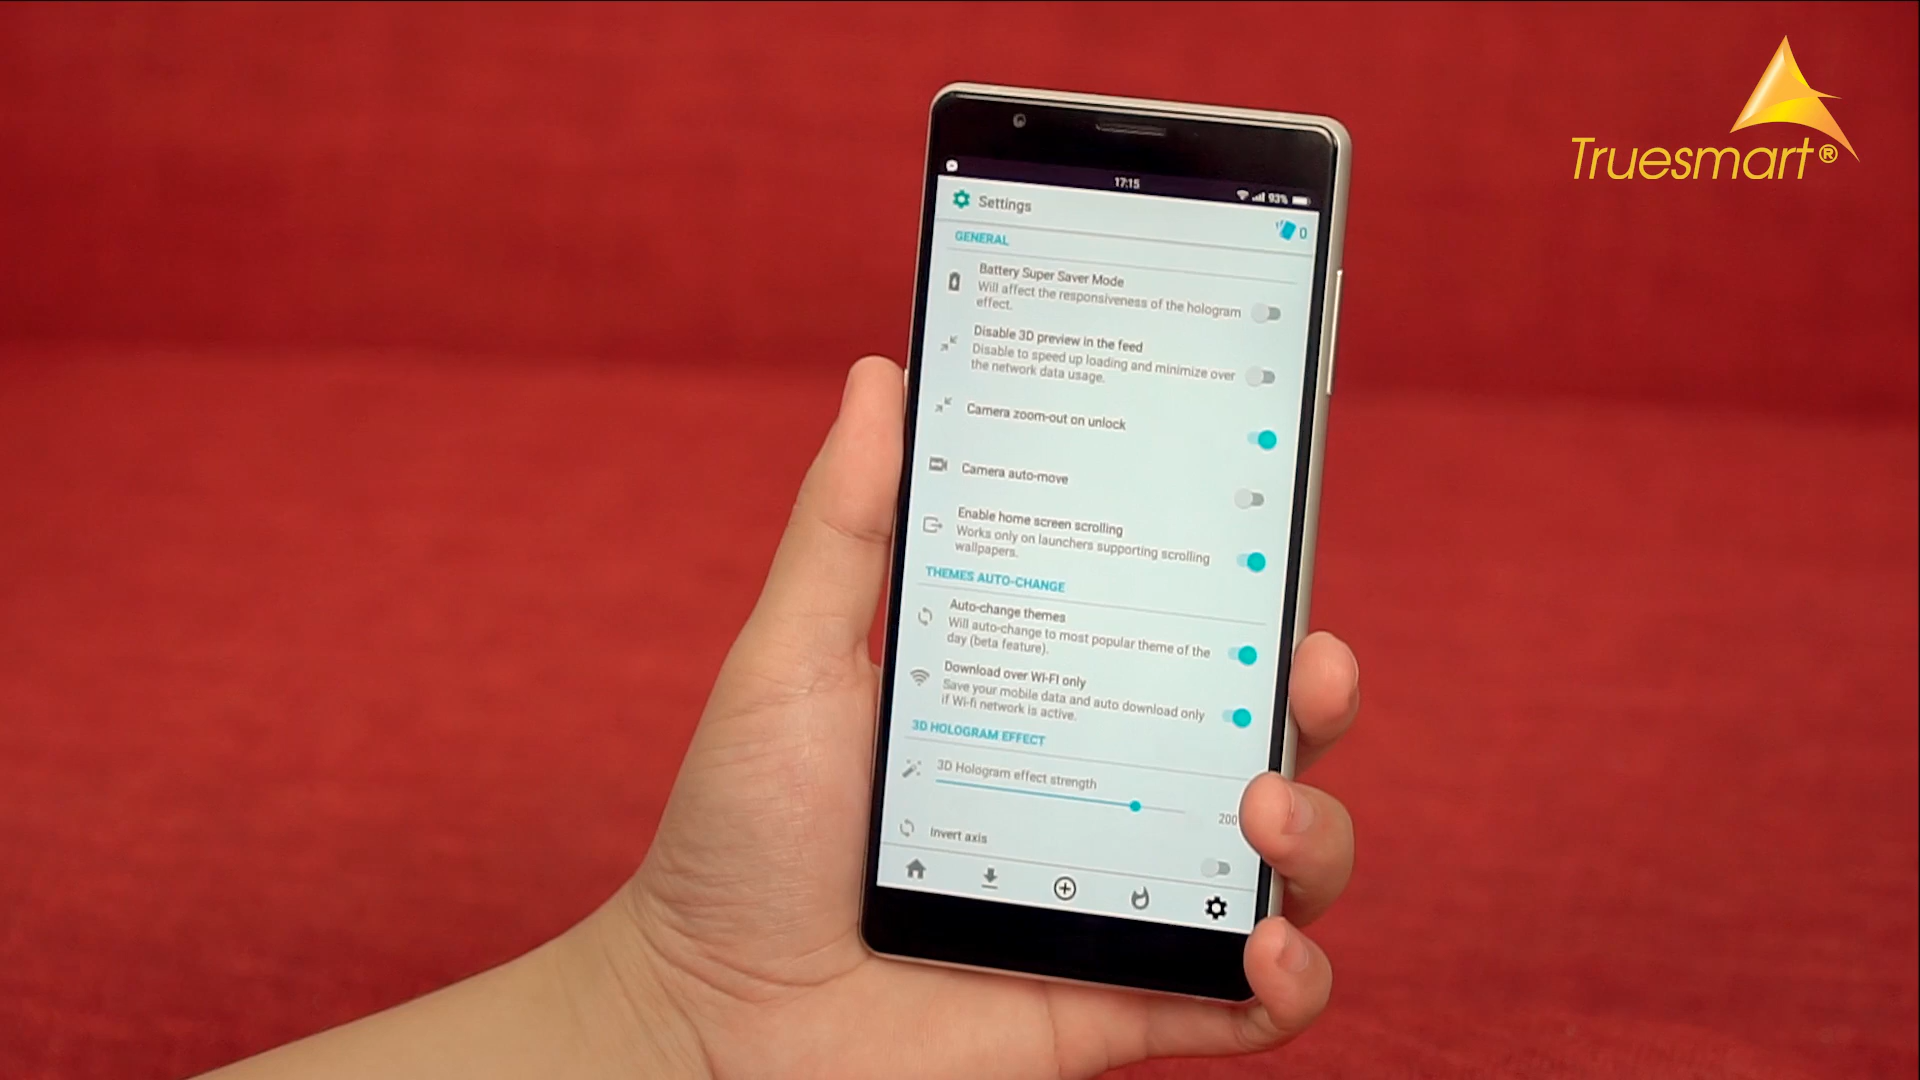 Truesmart®
17:15
93%
Settings
0
GENERAL
Battery Super Saver Mode
Will affect the responsiveness of the hologram
effect.
Disable 3D preview in the feed
Disable to speed up loading and minimize over
the network data usage.
Camera zoom-out on unlock
Camera auto-move
Enable home screen scrolling
Works only on launchers supporting scrolling
wallpapers.
THEMES AUTO-CHANGE
Auto-change themes
Will auto-change to most popular theme of the
day (beta feature).
Download over Wi-FI only
Save your mobile data and auto download only
if Wi-fi network is active.
3D HOLOGRAM EFFECT
3D Hologram effect strength
200
Invert axis